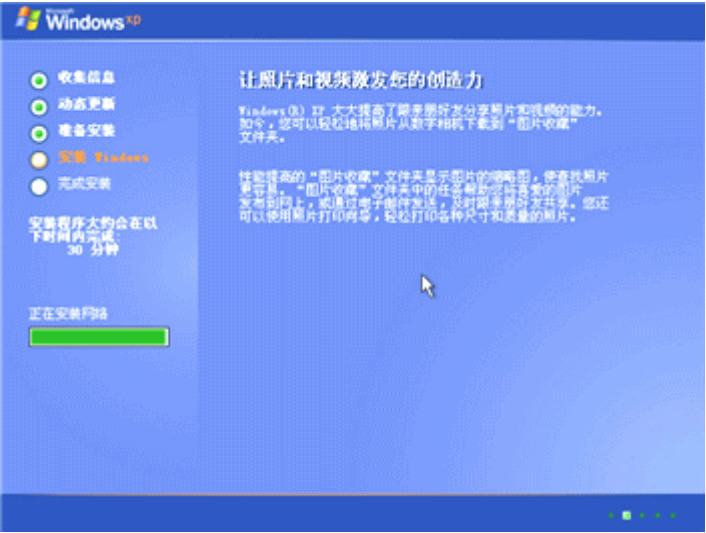 Microsoft
Windows xp
收集信息
动态更新
准备安装
安装 Windows
完成安装
安装程序大约会在以
下时间内完成:
30 分钟
正在安装网络
让照片和视频激发您的创造力
Windows(R) XP 大大提高了跟亲朋好友分享照片和视频的能力。
如今，您可以轻松地将照片从数字相机下载到“图片收藏”
文件夹。
性能提高的“图片收藏”文件夹显示图片的缩略图，使查找照片
更容易。“图片收藏”文件夹中的任务帮助您将喜爱的图片
发布到网上，或通过电子邮件发送，及时跟亲朋好友共享。您还
可以使用照片打印向导，轻松打印各种尺寸和质量的照片。